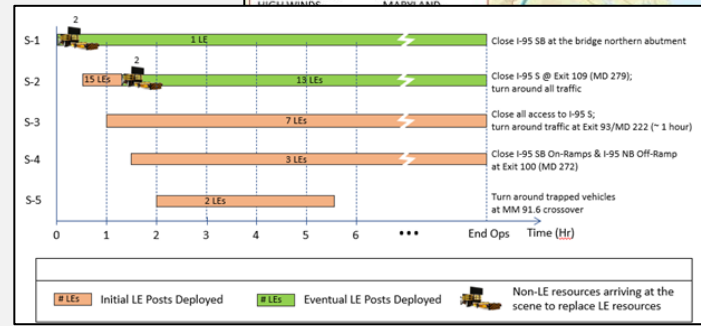 HIGH WINDS MARYLAND
2
S-1 1 LE Close I-95 SB at the bridge northern abutment
2
S-2 15 LEs 13 LEs Close I-95 S @ Exit 109 (MD 279);
turn around all traffic
S-3 7 LEs Close all access to I-95 S;
turn around traffic at Exit 93/MD 222 (~ 1 hour)
S-4 3 LEs Close I-95 SB On-Ramps & I-95 NB Off-Ramp
at Exit 100 (MD 272)
S-5 2 LEs Turn around trapped vehicles
at MM 91.6 crossover
0 1 2 3 4 5 6 ••• End Ops Time (Hr)
# LEs Initial LE Posts Deployed # LEs Eventual LE Posts Deployed Non-LE resources arriving at the
scene to replace LE resources